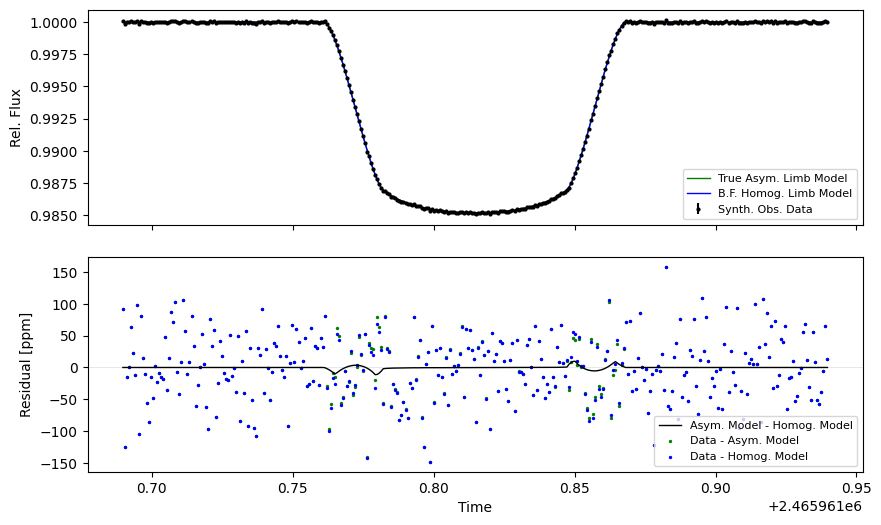 1.0000
0.9975
0.9950
0.9925
0.9900
0.9875
0.9850
Rel. Flux
True Asym. Limb Model
B.F. Homog. Limb Model
Synth. Obs. Data
150
100
50
0
−50
−100
−150
Residual [ppm]
Asym. Model - Homog. Model
Data - Asym. Model
Data - Homog. Model
0.70
0.75
0.80
0.85
0.90
0.95
Time
+2.465961e6